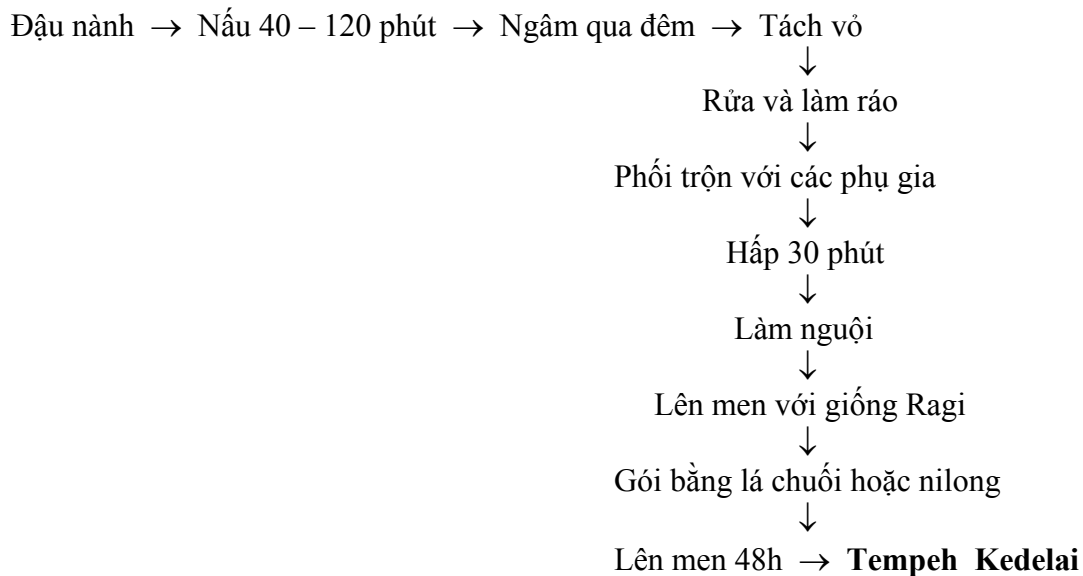 Đậu nành → Nấu 40 – 120 phút → Ngâm qua đêm → Tách vỏ
↓
Rửa và làm ráo
↓
Phối trộn với các phụ gia
↓
Hấp 30 phút
↓
Làm nguội
↓
Lên men với giống Ragi
↓
Gói bằng lá chuối hoặc nilong
↓
Lên men 48h → Tempeh Kedelai